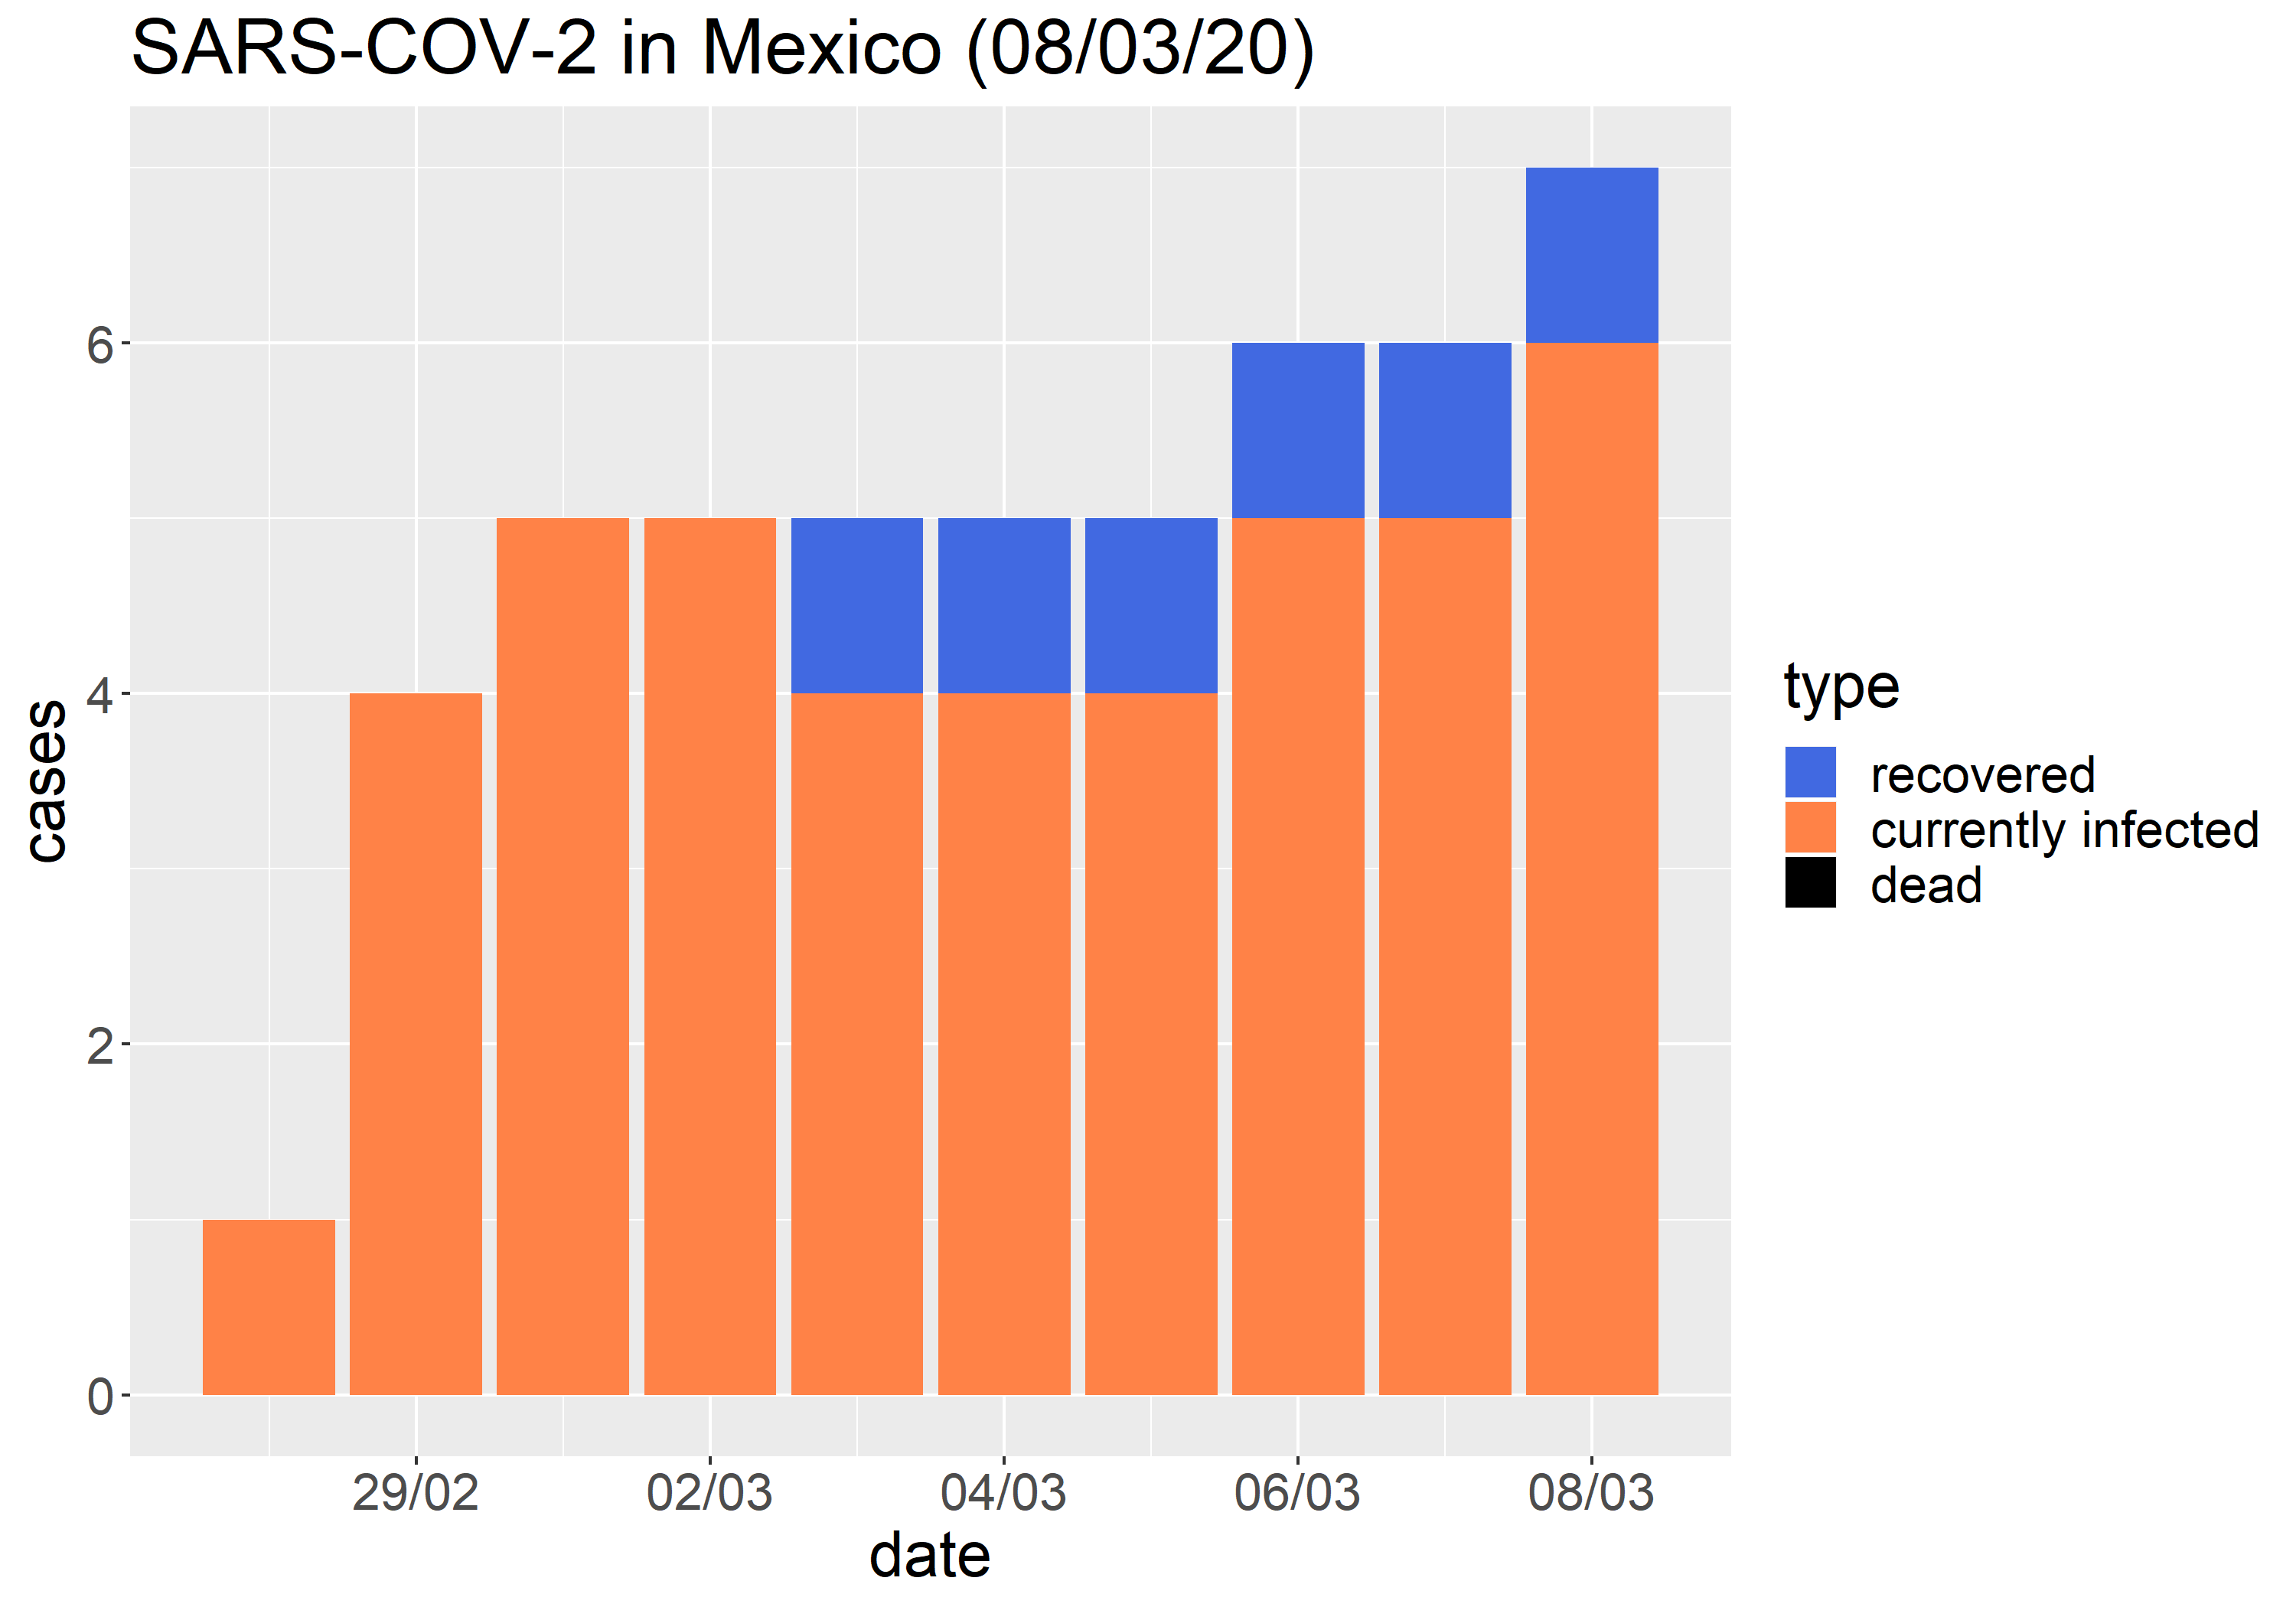 SARS-COV-2 in Mexico (08/03/20)
cases
6
4
2
0
29/02 02/03 04/03 06/03 08/03
date
type
recovered
currently infected
dead